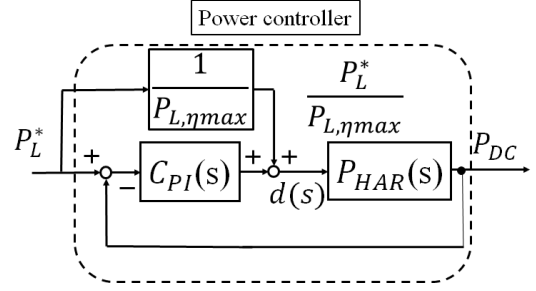 Power controller
1
P_{L,ηmax}
P_L^*
P_{L,ηmax}
P_L^*
+
−
C_{PI}(s)
+
+
d(s)
P_{HAR}(s)
P_{DC}